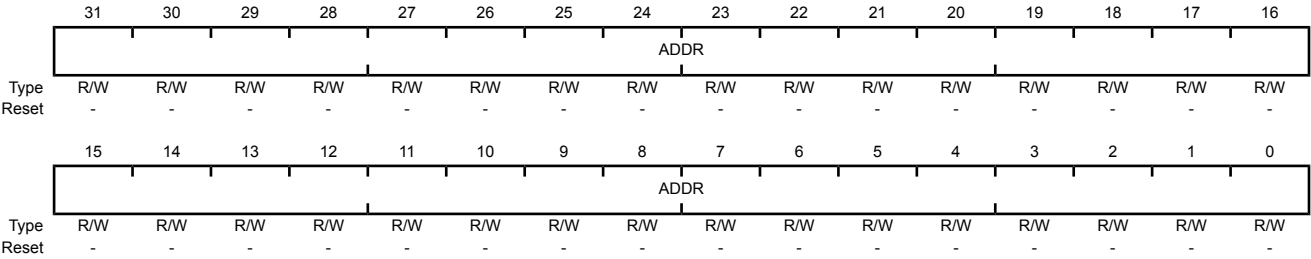 31 30 29 28 27 26 25 24 23 22 21 20 19 18 17 16
ADDR
Type R/W R/W R/W R/W R/W R/W R/W R/W R/W R/W R/W R/W R/W R/W R/W R/W
Reset - - - - - - - - - - - - - - - -
15 14 13 12 11 10 9 8 7 6 5 4 3 2 1 0
ADDR
Type R/W R/W R/W R/W R/W R/W R/W R/W R/W R/W R/W R/W R/W R/W R/W R/W
Reset - - - - - - - - - - - - - - - -